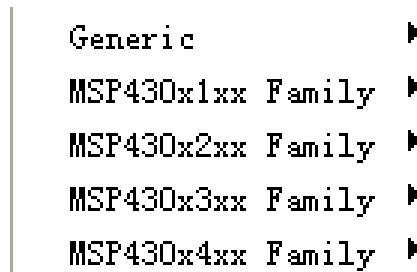 Generic
MSP430x1xx Family
MSP430x2xx Family
MSP430x3xx Family
MSP430x4xx Family